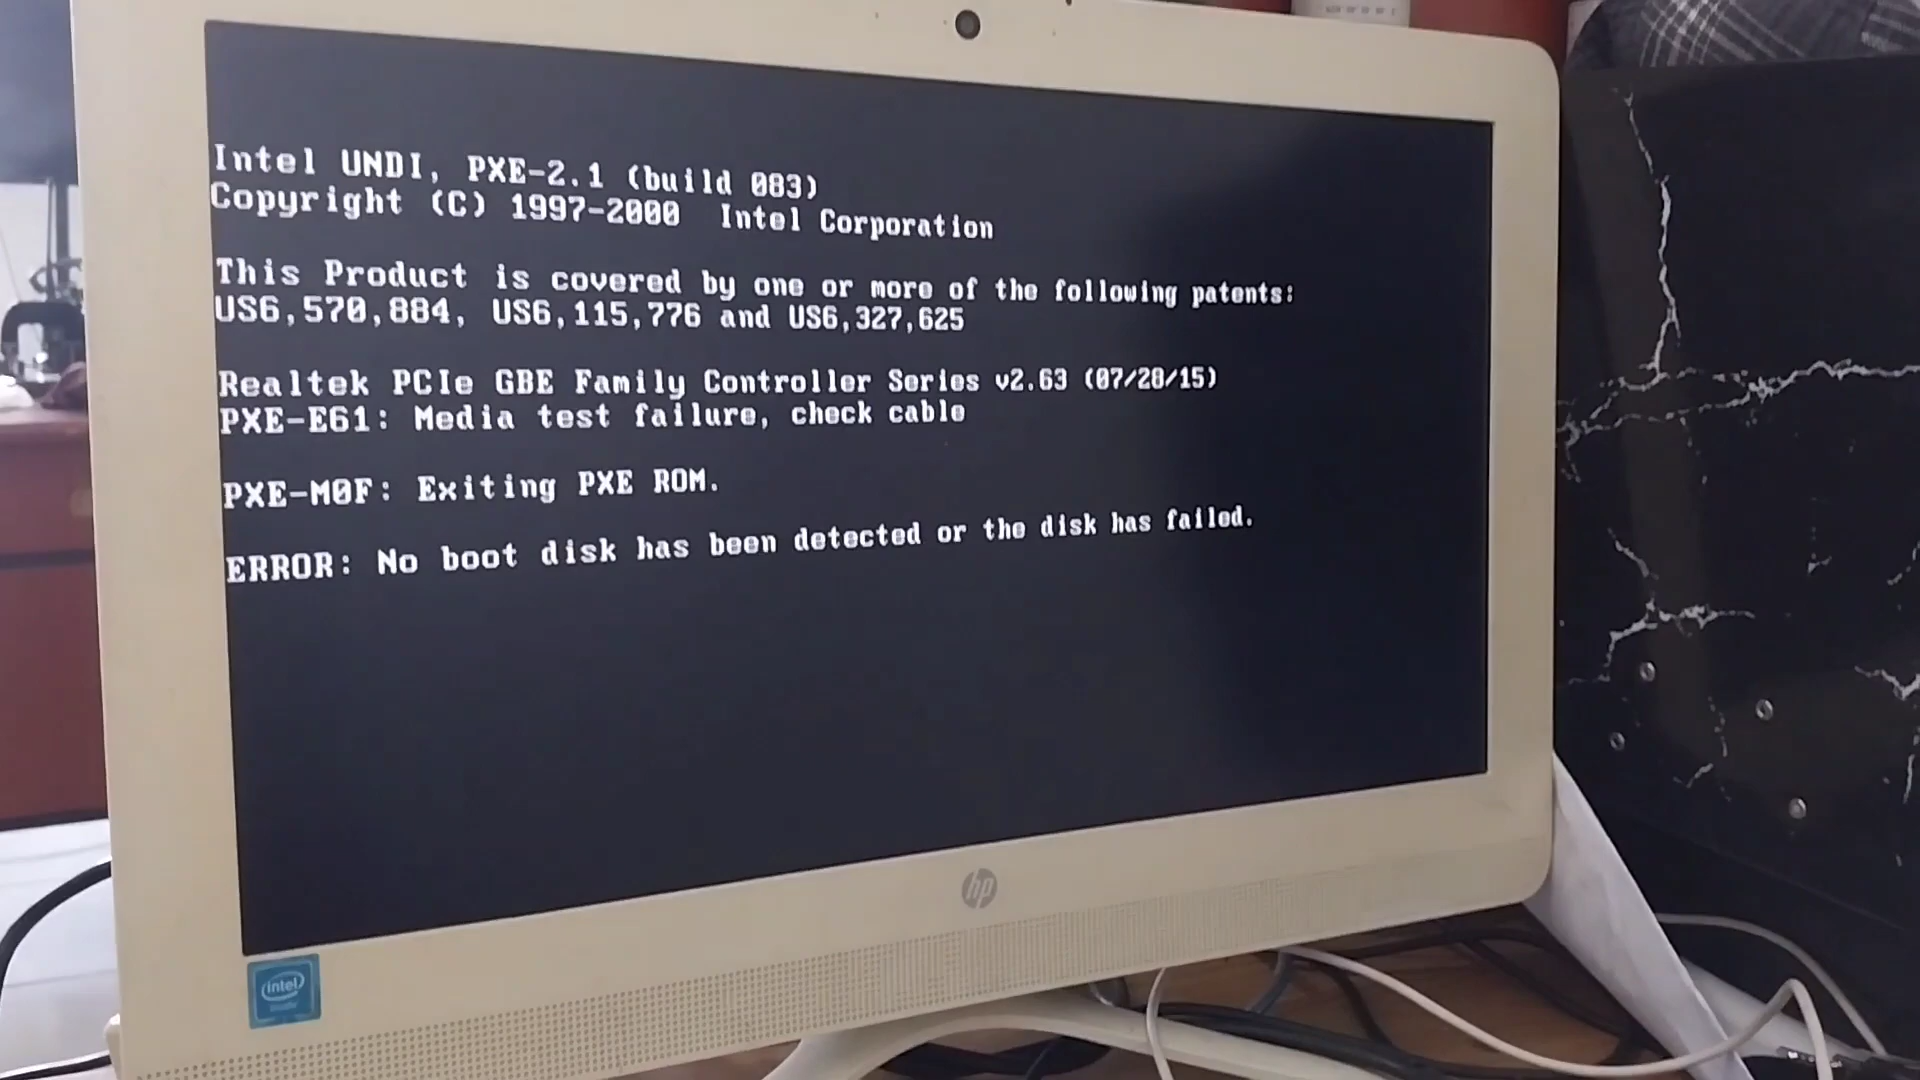 Intel UNDI, PXE-2.1 (build 083)
Copyright (C) 1997-2000 Intel Corporation
This Product is covered by one or more of the following patents:
US6,570,884, US6,115,776 and US6,327,625
Realtek PCIe GBE Family Controller Series v2.63 (07/28/15)
PXE-E61: Media test failure, check cable
PXE-M0F: Exiting PXE ROM.
ERROR: No boot disk has been detected or the disk has failed.
hp
intel